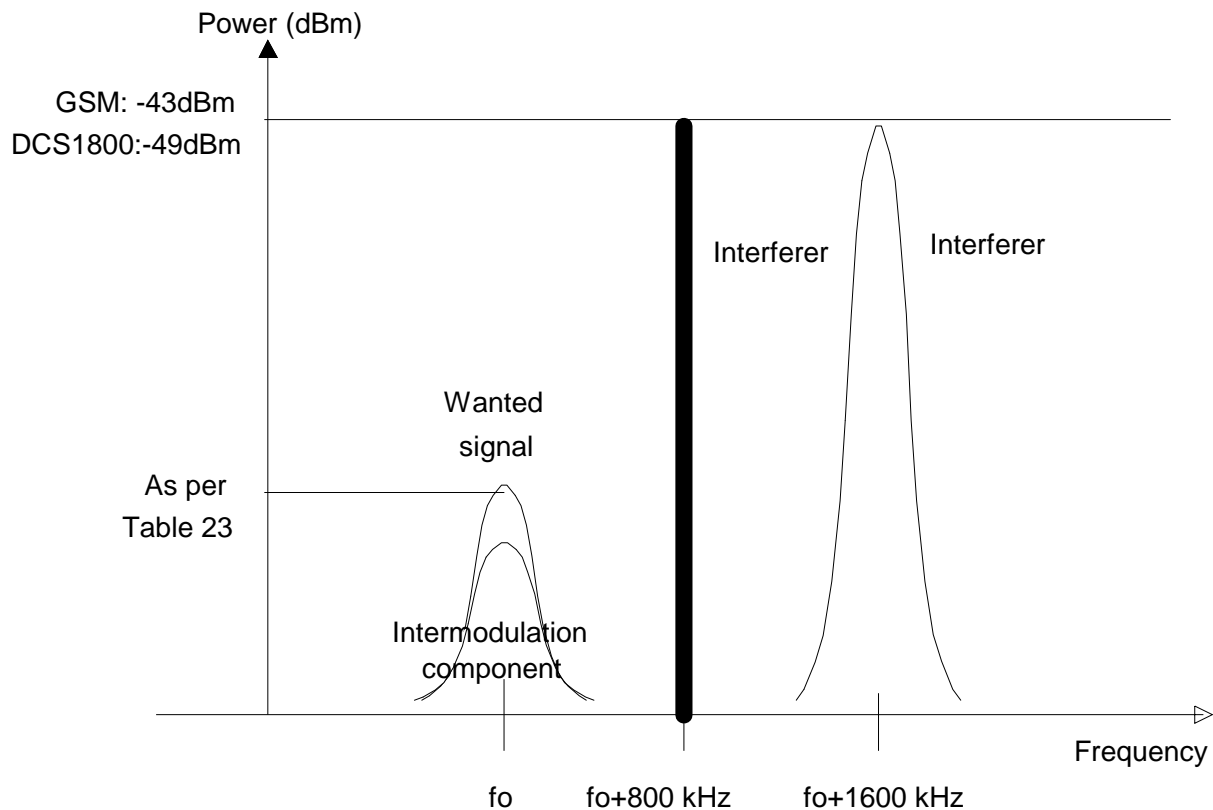 Power (dBm)
GSM: -43dBm
DCS1800:-49dBm
Interferer
Interferer
Wanted
signal
As per
Table 23
Intermodulation
component
Frequency
fo
fo+800 kHz
fo+1600 kHz